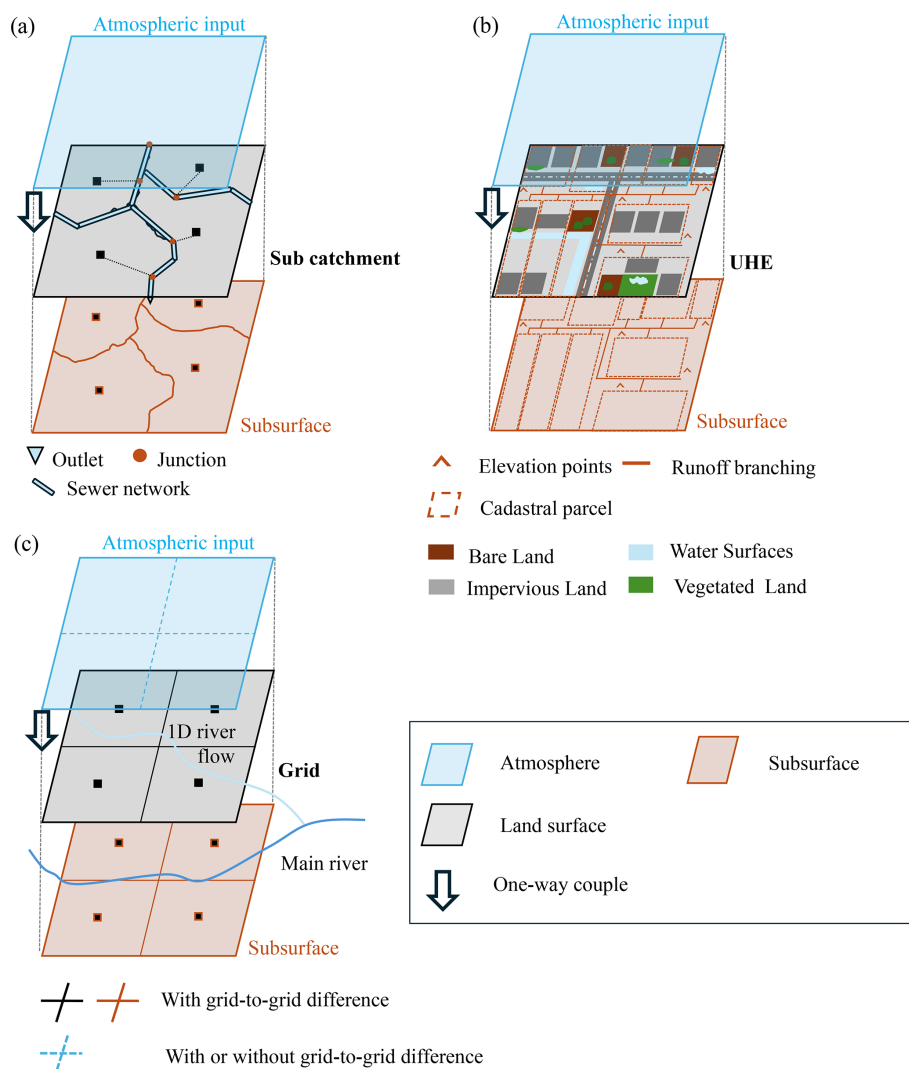 (a)
Atmospheric input
Sub catchment
Subsurface
Outlet
Junction
Sewer network
(b)
Atmospheric input
UHE
Subsurface
Elevation points
Runoff branching
Cadastral parcel
Bare Land
Water Surfaces
Impervious Land
Vegetated Land
(c)
Atmospheric input
1D river
flow
Grid
Main river
Subsurface
With grid-to-grid difference
With or without grid-to-grid difference
Atmosphere
Subsurface
Land surface
One-way couple